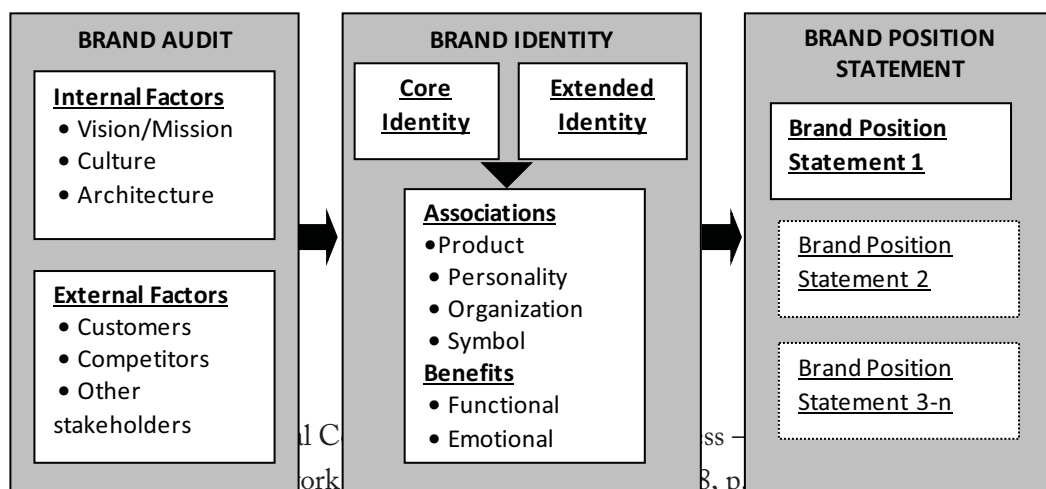 BRAND AUDIT
Internal Factors
• Vision/Mission
• Culture
• Architecture
External Factors
• Customers
• Competitors
• Other
stakeholders
BRAND IDENTITY
Core
Identity
Extended
Identity
Associations
•Product
• Personality
• Organization
• Symbol
Benefits
• Functional
• Emotional
BRAND POSITION
STATEMENT
Brand Position
Statement 1
Brand Position
Statement 2
Brand Position
Statement 3-n